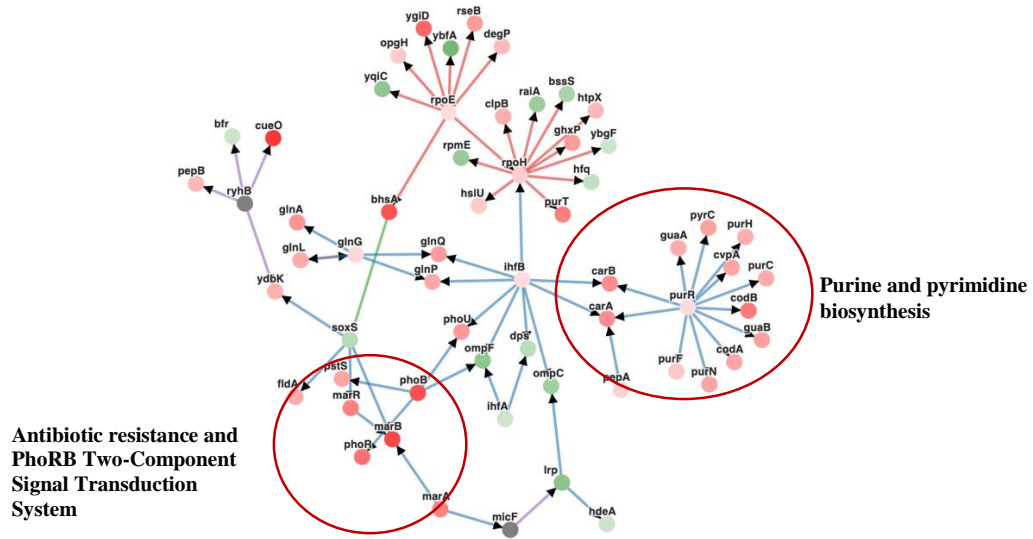 rseB
ygiD
ybfA
degP
opgH
yqiC
rpoE
bssS
raiA
htpX
clpB
ghxP
ybgF
rpmE
rpoH
hfq
hslU
purT
bfr
cueO
pepB
ryhB
bhsA
glnA
glnG
glnQ
glnL
glnP
ydbK
ihfB
carB
carA
pyrC
purH
guaA
cvpA
purC
purR
codB
guaB
purF
codA
purN
pepA
Purine and pyrimidine
biosynthesis
soxS
phoU
dps
ompF
pstS
phoB
ompC
fldA
marR
ihfA
marB
phoR
Antibiotic resistance and
PhoRB Two-Component
Signal Transduction
System
marA
lrp
micF
hdeA